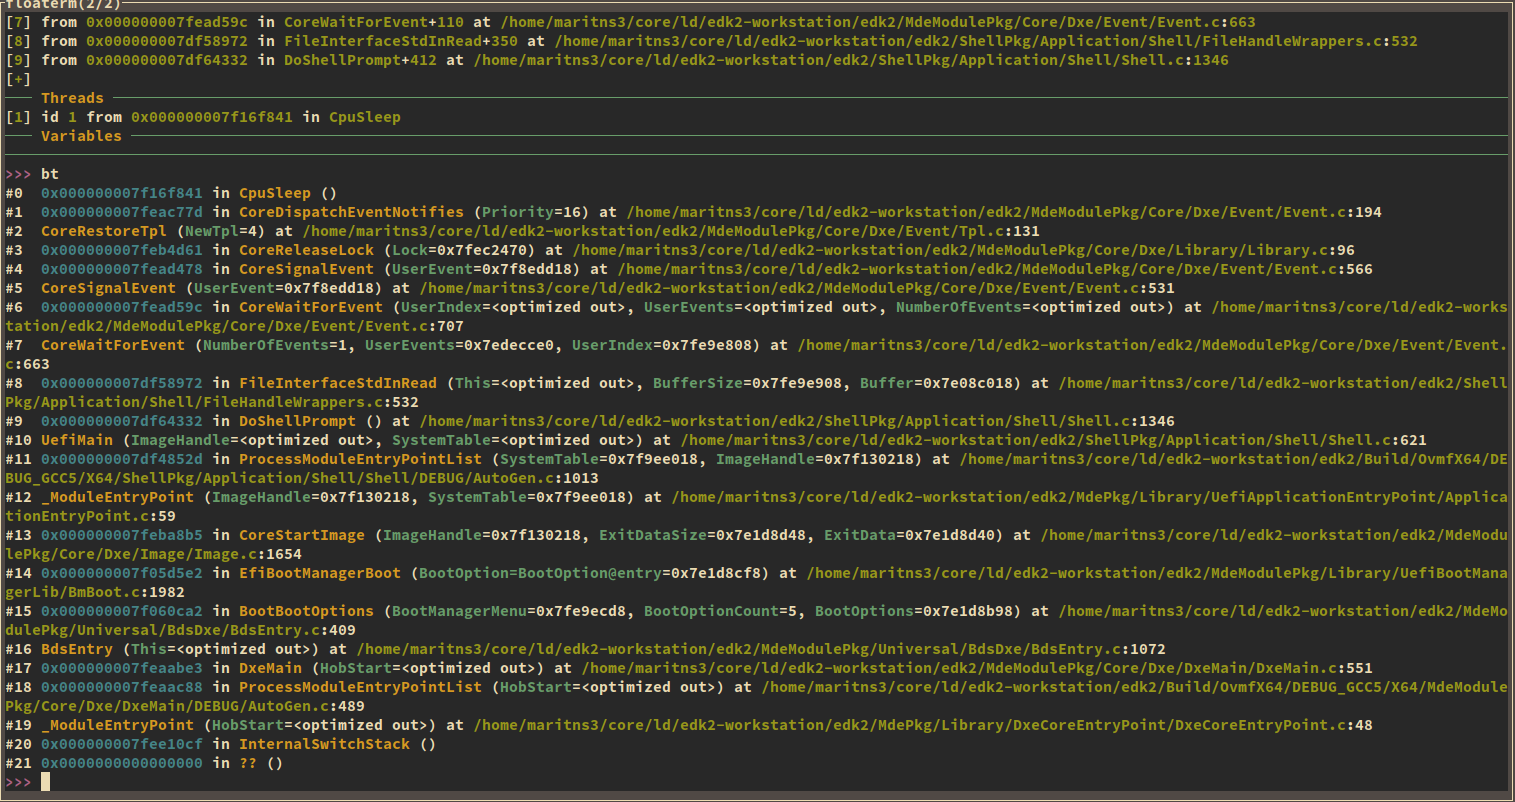 floaterm(2/2)
[7] from 0x000000007fead59c in CoreWaitForEvent+110 at /home/maritns3/core/ld/edk2-workstation/edk2/MdeModulePkg/Core/Dxe/Event/Event.c:663
[8] from 0x000000007df58972 in FileInterfaceStdInRead+350 at /home/maritns3/core/ld/edk2-workstation/edk2/ShellPkg/Application/Shell/FileHandleWrappers.c:532
[9] from 0x000000007df64332 in DoShellPrompt+412 at /home/maritns3/core/ld/edk2-workstation/edk2/ShellPkg/Application/Shell/Shell.c:1346
[+]
Threads
[1] id 1 from 0x000000007f16f841 in CpuSleep
Variables
>>> bt
#0  0x000000007f16f841 in CpuSleep ()
#1  0x000000007feac77d in CoreDispatchEventNotifies (Priority=16) at /home/maritns3/core/ld/edk2-workstation/edk2/MdeModulePkg/Core/Dxe/Event/Event.c:194
#2  CoreRestoreTpl (NewTpl=4) at /home/maritns3/core/ld/edk2-workstation/edk2/MdeModulePkg/Core/Dxe/Event/Tpl.c:131
#3  0x000000007feb4d61 in CoreReleaseLock (Lock=0x7fec2470) at /home/maritns3/core/ld/edk2-workstation/edk2/MdeModulePkg/Core/Dxe/Library/Library.c:96
#4  0x000000007fead478 in CoreSignalEvent (UserEvent=0x7f8edd18) at /home/maritns3/core/ld/edk2-workstation/edk2/MdeModulePkg/Core/Dxe/Event/Event.c:566
#5  CoreSignalEvent (UserEvent=0x7f8edd18) at /home/maritns3/core/ld/edk2-workstation/edk2/MdeModulePkg/Core/Dxe/Event/Event.c:531
#6  0x000000007fead59c in CoreWaitForEvent (UserIndex=<optimized out>, UserEvents=<optimized out>, NumberOfEvents=<optimized out>) at /home/maritns3/core/ld/edk2-works
tation/edk2/MdeModulePkg/Core/Dxe/Event/Event.c:707
#7  CoreWaitForEvent (NumberOfEvents=1, UserEvents=0x7edecce0, UserIndex=0x7fe9e808) at /home/maritns3/core/ld/edk2-workstation/edk2/MdeModulePkg/Core/Dxe/Event/Event.
c:663
#8  0x000000007df58972 in FileInterfaceStdInRead (This=<optimized out>, BufferSize=0x7fe9e908, Buffer=0x7e08c018) at /home/maritns3/core/ld/edk2-workstation/edk2/Shell
Pkg/Application/Shell/FileHandleWrappers.c:532
#9  0x000000007df64332 in DoShellPrompt () at /home/maritns3/core/ld/edk2-workstation/edk2/ShellPkg/Application/Shell/Shell.c:1346
#10 UefiMain (ImageHandle=<optimized out>, SystemTable=<optimized out>) at /home/maritns3/core/ld/edk2-workstation/edk2/ShellPkg/Application/Shell/Shell.c:621
#11 0x000000007df4852d in ProcessModuleEntryPointList (SystemTable=0x7f9ee018, ImageHandle=0x7f130218) at /home/maritns3/core/ld/edk2-workstation/edk2/Build/OvmfX64/DE
BUG_GCC5/X64/ShellPkg/Application/Shell/Shell/DEBUG/AutoGen.c:1013
#12 _ModuleEntryPoint (ImageHandle=0x7f130218, SystemTable=0x7f9ee018) at /home/maritns3/core/ld/edk2-workstation/edk2/MdePkg/Library/UefiApplicationEntryPoint/Applica
tionEntryPoint.c:59
#13 0x000000007feba8b5 in CoreStartImage (ImageHandle=0x7f130218, ExitDataSize=0x7e1d8d48, ExitData=0x7e1d8d40) at /home/maritns3/core/ld/edk2-workstation/edk2/MdeModu
lePkg/Core/Dxe/Image/Image.c:1654
#14 0x000000007f05d5e2 in EfiBootManagerBoot (BootOption=BootOption@entry=0x7e1d8cf8) at /home/maritns3/core/ld/edk2-workstation/edk2/MdeModulePkg/Library/UefiBootMana
gerLib/BmBoot.c:1982
#15 0x000000007f060ca2 in BootBootOptions (BootManagerMenu=0x7fe9ecd8, BootOptionCount=5, BootOptions=0x7e1d8b98) at /home/maritns3/core/ld/edk2-workstation/edk2/MdeMo
dulePkg/Universal/BdsDxe/BdsEntry.c:409
#16 BdsEntry (This=<optimized out>) at /home/maritns3/core/ld/edk2-workstation/edk2/MdeModulePkg/Universal/BdsDxe/BdsEntry.c:1072
#17 0x000000007feaabe3 in DxeMain (HobStart=<optimized out>) at /home/maritns3/core/ld/edk2-workstation/edk2/MdeModulePkg/Core/Dxe/DxeMain/DxeMain.c:551
#18 0x000000007feaac88 in ProcessModuleEntryPointList (HobStart=<optimized out>) at /home/maritns3/core/ld/edk2-workstation/edk2/Build/OvmfX64/DEBUG_GCC5/X64/MdeModule
Pkg/Core/Dxe/DxeMain/DEBUG/AutoGen.c:489
#19 _ModuleEntryPoint (HobStart=<optimized out>) at /home/maritns3/core/ld/edk2-workstation/edk2/MdePkg/Library/DxeCoreEntryPoint/DxeCoreEntryPoint.c:48
#20 0x000000007fee10cf in InternalSwitchStack ()
#21 0x0000000000000000 in ?? ()
>>>